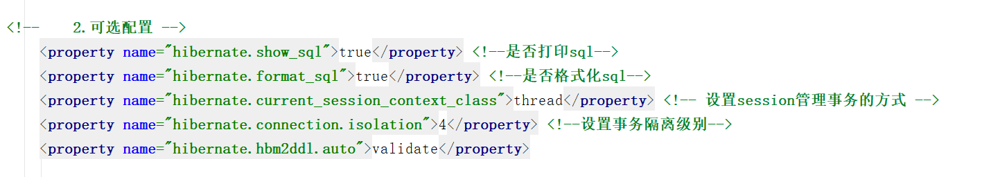 <!-- 2.可选配置 -->
<property name="hibernate.show_sql">true</property> <!--是否打印sql-->
<property name="hibernate.format_sql">true</property> <!--是否格式化sql-->
<property name="hibernate.current_session_context_class">thread</property> <!-- 设置session管理事务的方式 -->
<property name="hibernate.connection.isolation">4</property> <!--设置事务隔离级别-->
<property name="hibernate.hbm2ddl.auto">validate</property>